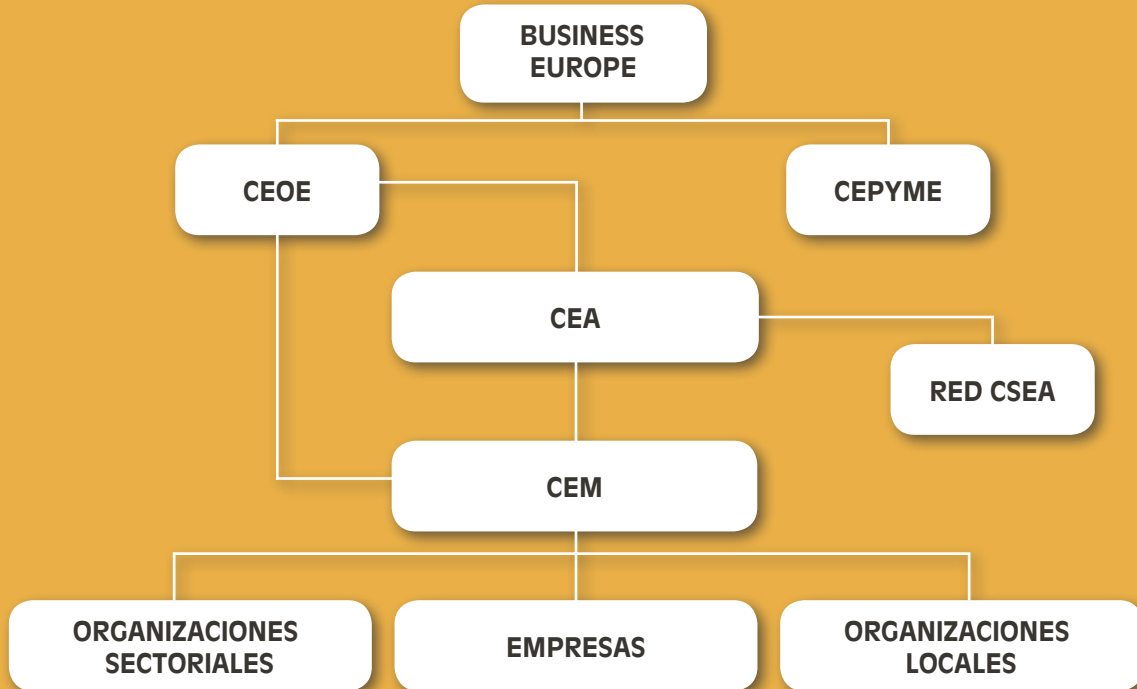 BUSINESS
EUROPE
CEOE
CEPYME
CEA
RED CSEA
CEM
ORGANIZACIONES
SECTORIALES
EMPRESAS
ORGANIZACIONES
LOCALES